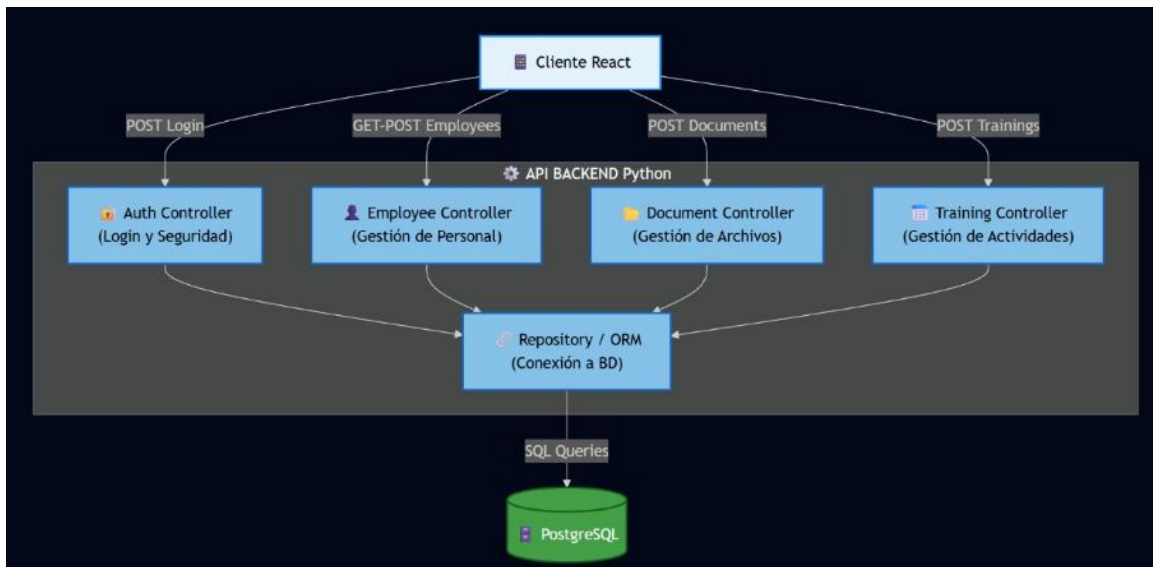 Cliente React
POST Login
GET-POST Employees
POST Documents
POST Trainings
API BACKEND Python
Auth Controller
(Login y Seguridad)
Employee Controller
(Gestión de Personal)
Document Controller
(Gestión de Archivos)
Training Controller
(Gestión de Actividades)
Repository / ORM
(Conexión a BD)
SQL Queries
PostgreSQL